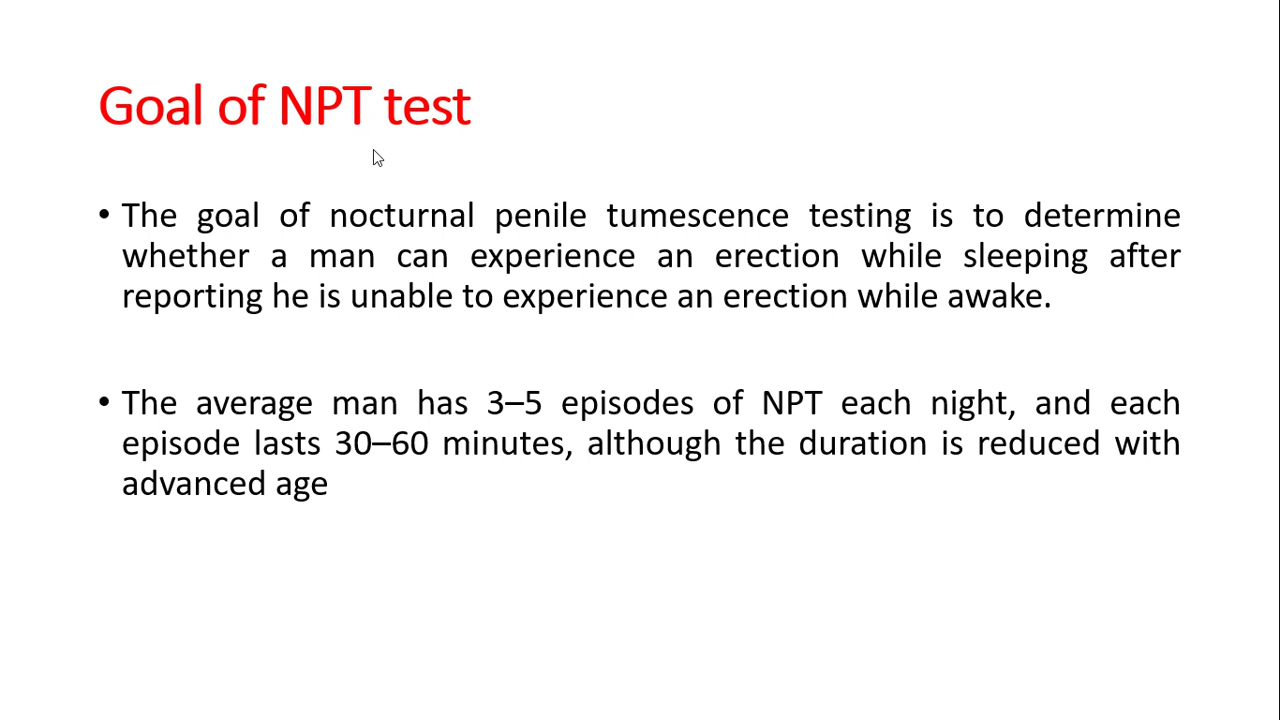 Goal of NPT test
• The goal of nocturnal penile tumescence testing is to determine
whether a man can experience an erection while sleeping after
reporting he is unable to experience an erection while awake.
• The average man has 3–5 episodes of NPT each night, and each
episode lasts 30–60 minutes, although the duration is reduced with
advanced age